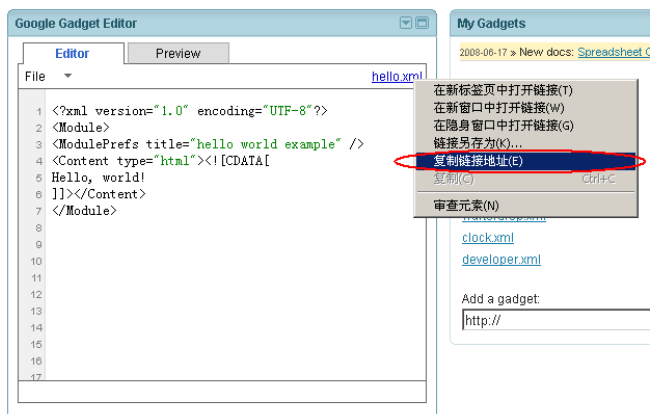 Google Gadget Editor
Editor
Preview
File
hello.xml
1 <?xml version="1.0" encoding="UTF-8"?>
2 <Module>
3 <ModulePrefs title="hello world example" />
4 <Content type="html"><![CDATA[
5 Hello, world!
6 ]]></Content>
7 </Module>
8
9
10
11
12
13
14
15
16
17
My Gadgets
2008-06-17 » New docs: Spreadsheet
在新标签页中打开链接(T)
在新窗口中打开链接(W)
在隐身窗口中打开链接(G)
链接另存为(K)...
复制链接地址(E)
复制(C) Ctrl+C
审查元素(N)
clock.xml
developer.xml
Add a gadget:
http://